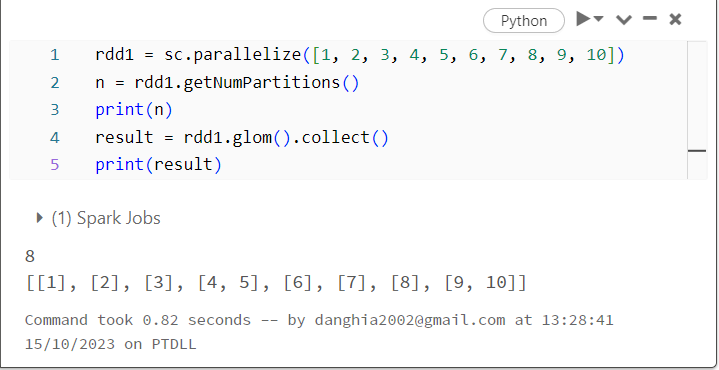 Python
1 rdd1 = sc.parallelize([1, 2, 3, 4, 5, 6, 7, 8, 9, 10])
2 n = rdd1.getNumPartitions()
3 print(n)
4 result = rdd1.glom().collect()
5 print(result)
(1) Spark Jobs
8
[[1], [2], [3], [4, 5], [6], [7], [8], [9, 10]]
Command took 0.82 seconds -- by danghia2002@gmail.com at 13:28:41
15/10/2023 on PTDLL